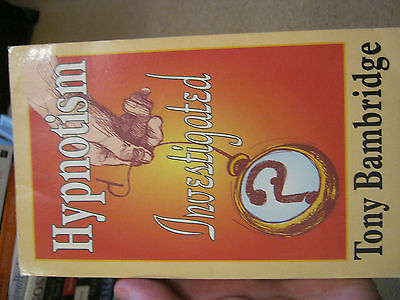 Hypnotism
Investigated
?
Tony Bambridge